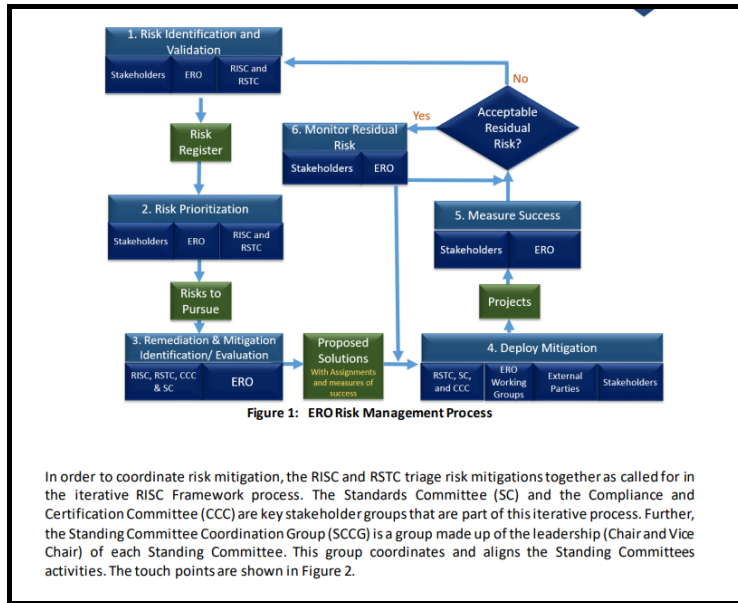 1. Risk Identification and
Validation
Stakeholders
ERO
RISC and
RSTC
Risk
Register
2. Risk Prioritization
Stakeholders
ERO
RISC and
RSTC
Risks to
Pursue
3. Remediation & Mitigation
Identification/ Evaluation
RISC, RSTC, CCC
& SC
ERO
Proposed
Solutions
With Assignments
and measures of
success
4. Deploy Mitigation
RSTC, SC,
and CCC
ERO
Working
Groups
External
Parties
Stakeholders
Projects
5. Measure Success
Stakeholders
ERO
Acceptable
Residual
Risk?
No
Yes
6. Monitor Residual
Risk
Stakeholders
ERO
Figure 1: ERO Risk Management Process
In order to coordinate risk mitigation, the RISC and RSTC triage risk mitigations together as called for in
the iterative RISC Framework process. The Standards Committee (SC) and the Compliance and
Certification Committee (CCC) are key stakeholder groups that are part of this iterative process. Further,
the Standing Committee Coordination Group (SCCG) is a group made up of the leadership (Chair and Vice
Chair) of each Standing Committee. This group coordinates and aligns the Standing Committees
activities. The touch points are shown in Figure 2.